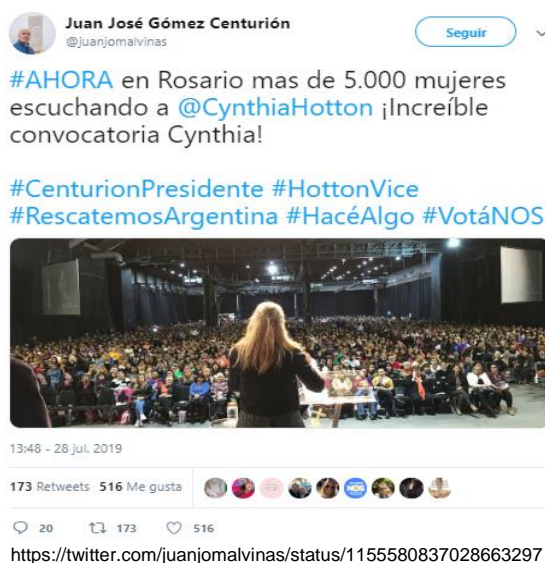 Juan José Gómez Centurión
@juanjomalvinas
Seguir
#AHORA en Rosario mas de 5.000 mujeres
escuchando a @CynthiaHotton ¡Increíble
convocatoria Cynthia!
#CenturionPresidente #HottonVice
#RescatemosArgentina #HacéAlgo #VotáNOS
13:48 - 28 jul. 2019
173 Retweets 516 Me gusta
NOS
20 173 516
https://twitter.com/juanjomalvinas/status/1155580837028663297